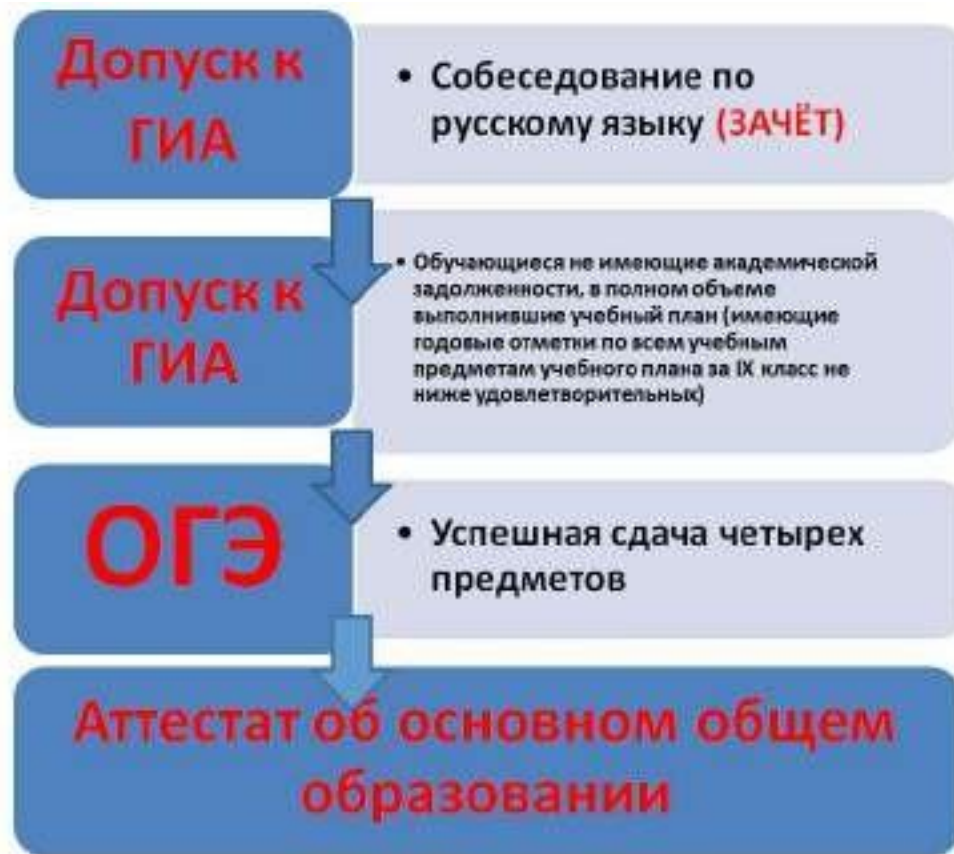 Допуск к
ГИА
• Собеседование по
русскому языку (ЗАЧЁТ)
Допуск к
ГИА
• Обучающиеся не имеющие академической
задолженности, в полном объеме
выполнившие учебный план (имеющие
годовые отметки по всем учебным
предметам учебного плана за IX класс не
ниже удовлетворительных)
ОГЭ
• Успешная сдача четырех
предметов
Аттестат об основном общем
образовании